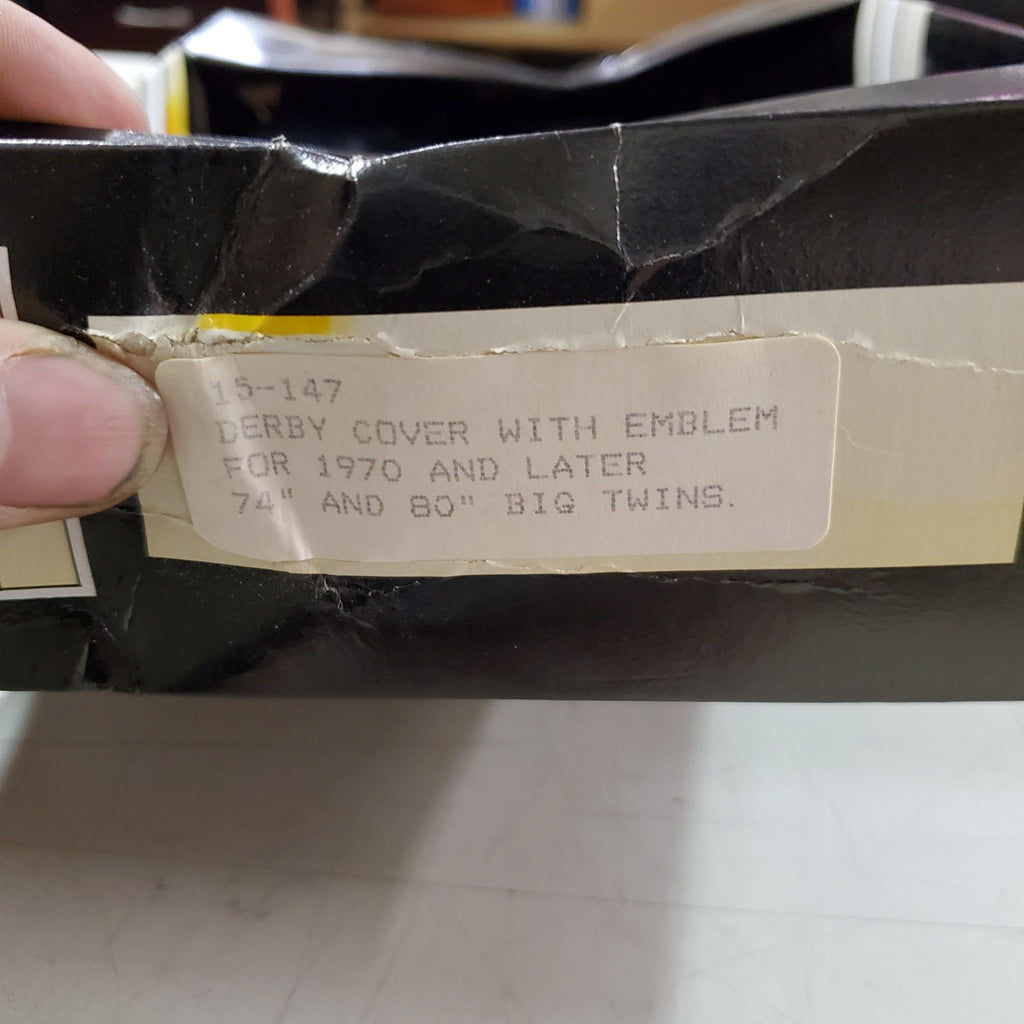 15-147
DERBY COVER WITH EMBLEM
FOR 1970 AND LATER
74" AND 80" BIG TWINS.